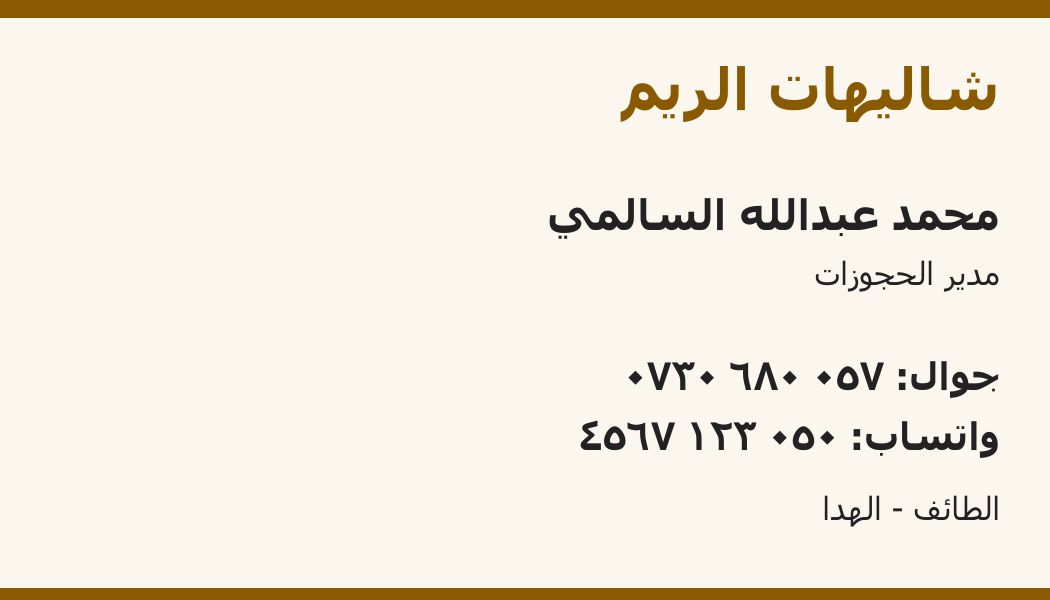 شاليهات الريم
محمد عبدالله السالمي
مدير الحجوزات
جوال: ٠٥٧ ٦٨٠ ٠٧٣٠
واتساب: ٠٥٠ ١٢٣ ٤٥٦٧
الطائف - الهدا